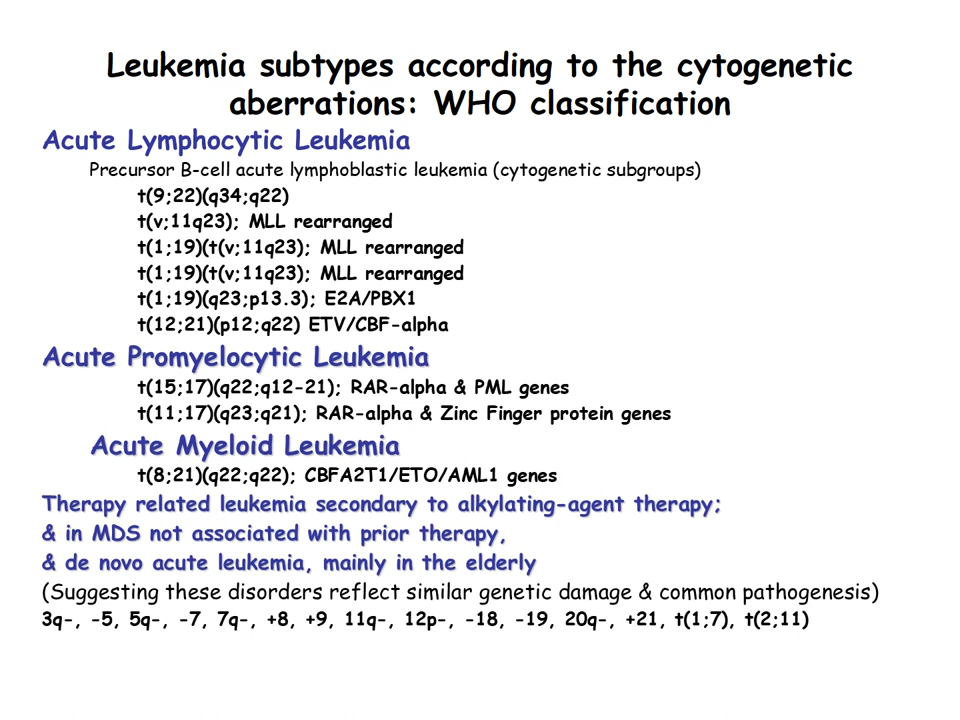 Leukemia subtypes according to the cytogenetic
aberrations: WHO classification
Acute Lymphocytic Leukemia
Precursor B-cell acute lymphoblastic leukemia (cytogenetic subgroups)
t(9;22)(q34;q22)
t(v;11q23); MLL rearranged
t(1;19)(t(v;11q23); MLL rearranged
t(1;19)(t(v;11q23); MLL rearranged
t(1;19)(q23;p13.3); E2A/PBX1
t(12;21)(p12;q22) ETV/CBF-alpha
Acute Promyelocytic Leukemia
t(15;17)(q22;q12-21); RAR-alpha & PML genes
t(11;17)(q23;q21); RAR-alpha & Zinc Finger protein genes
Acute Myeloid Leukemia
t(8;21)(q22;q22); CBFA2T1/ETO/AML1 genes
Therapy related leukemia secondary to alkylating-agent therapy;
& in MDS not associated with prior therapy,
& de novo acute leukemia, mainly in the elderly
(Suggesting these disorders reflect similar genetic damage & common pathogenesis)
3q-, -5, 5q-, -7, 7q-, +8, +9, 11q-, 12p-, -18, -19, 20q-, +21, t(1;7), t(2;11)